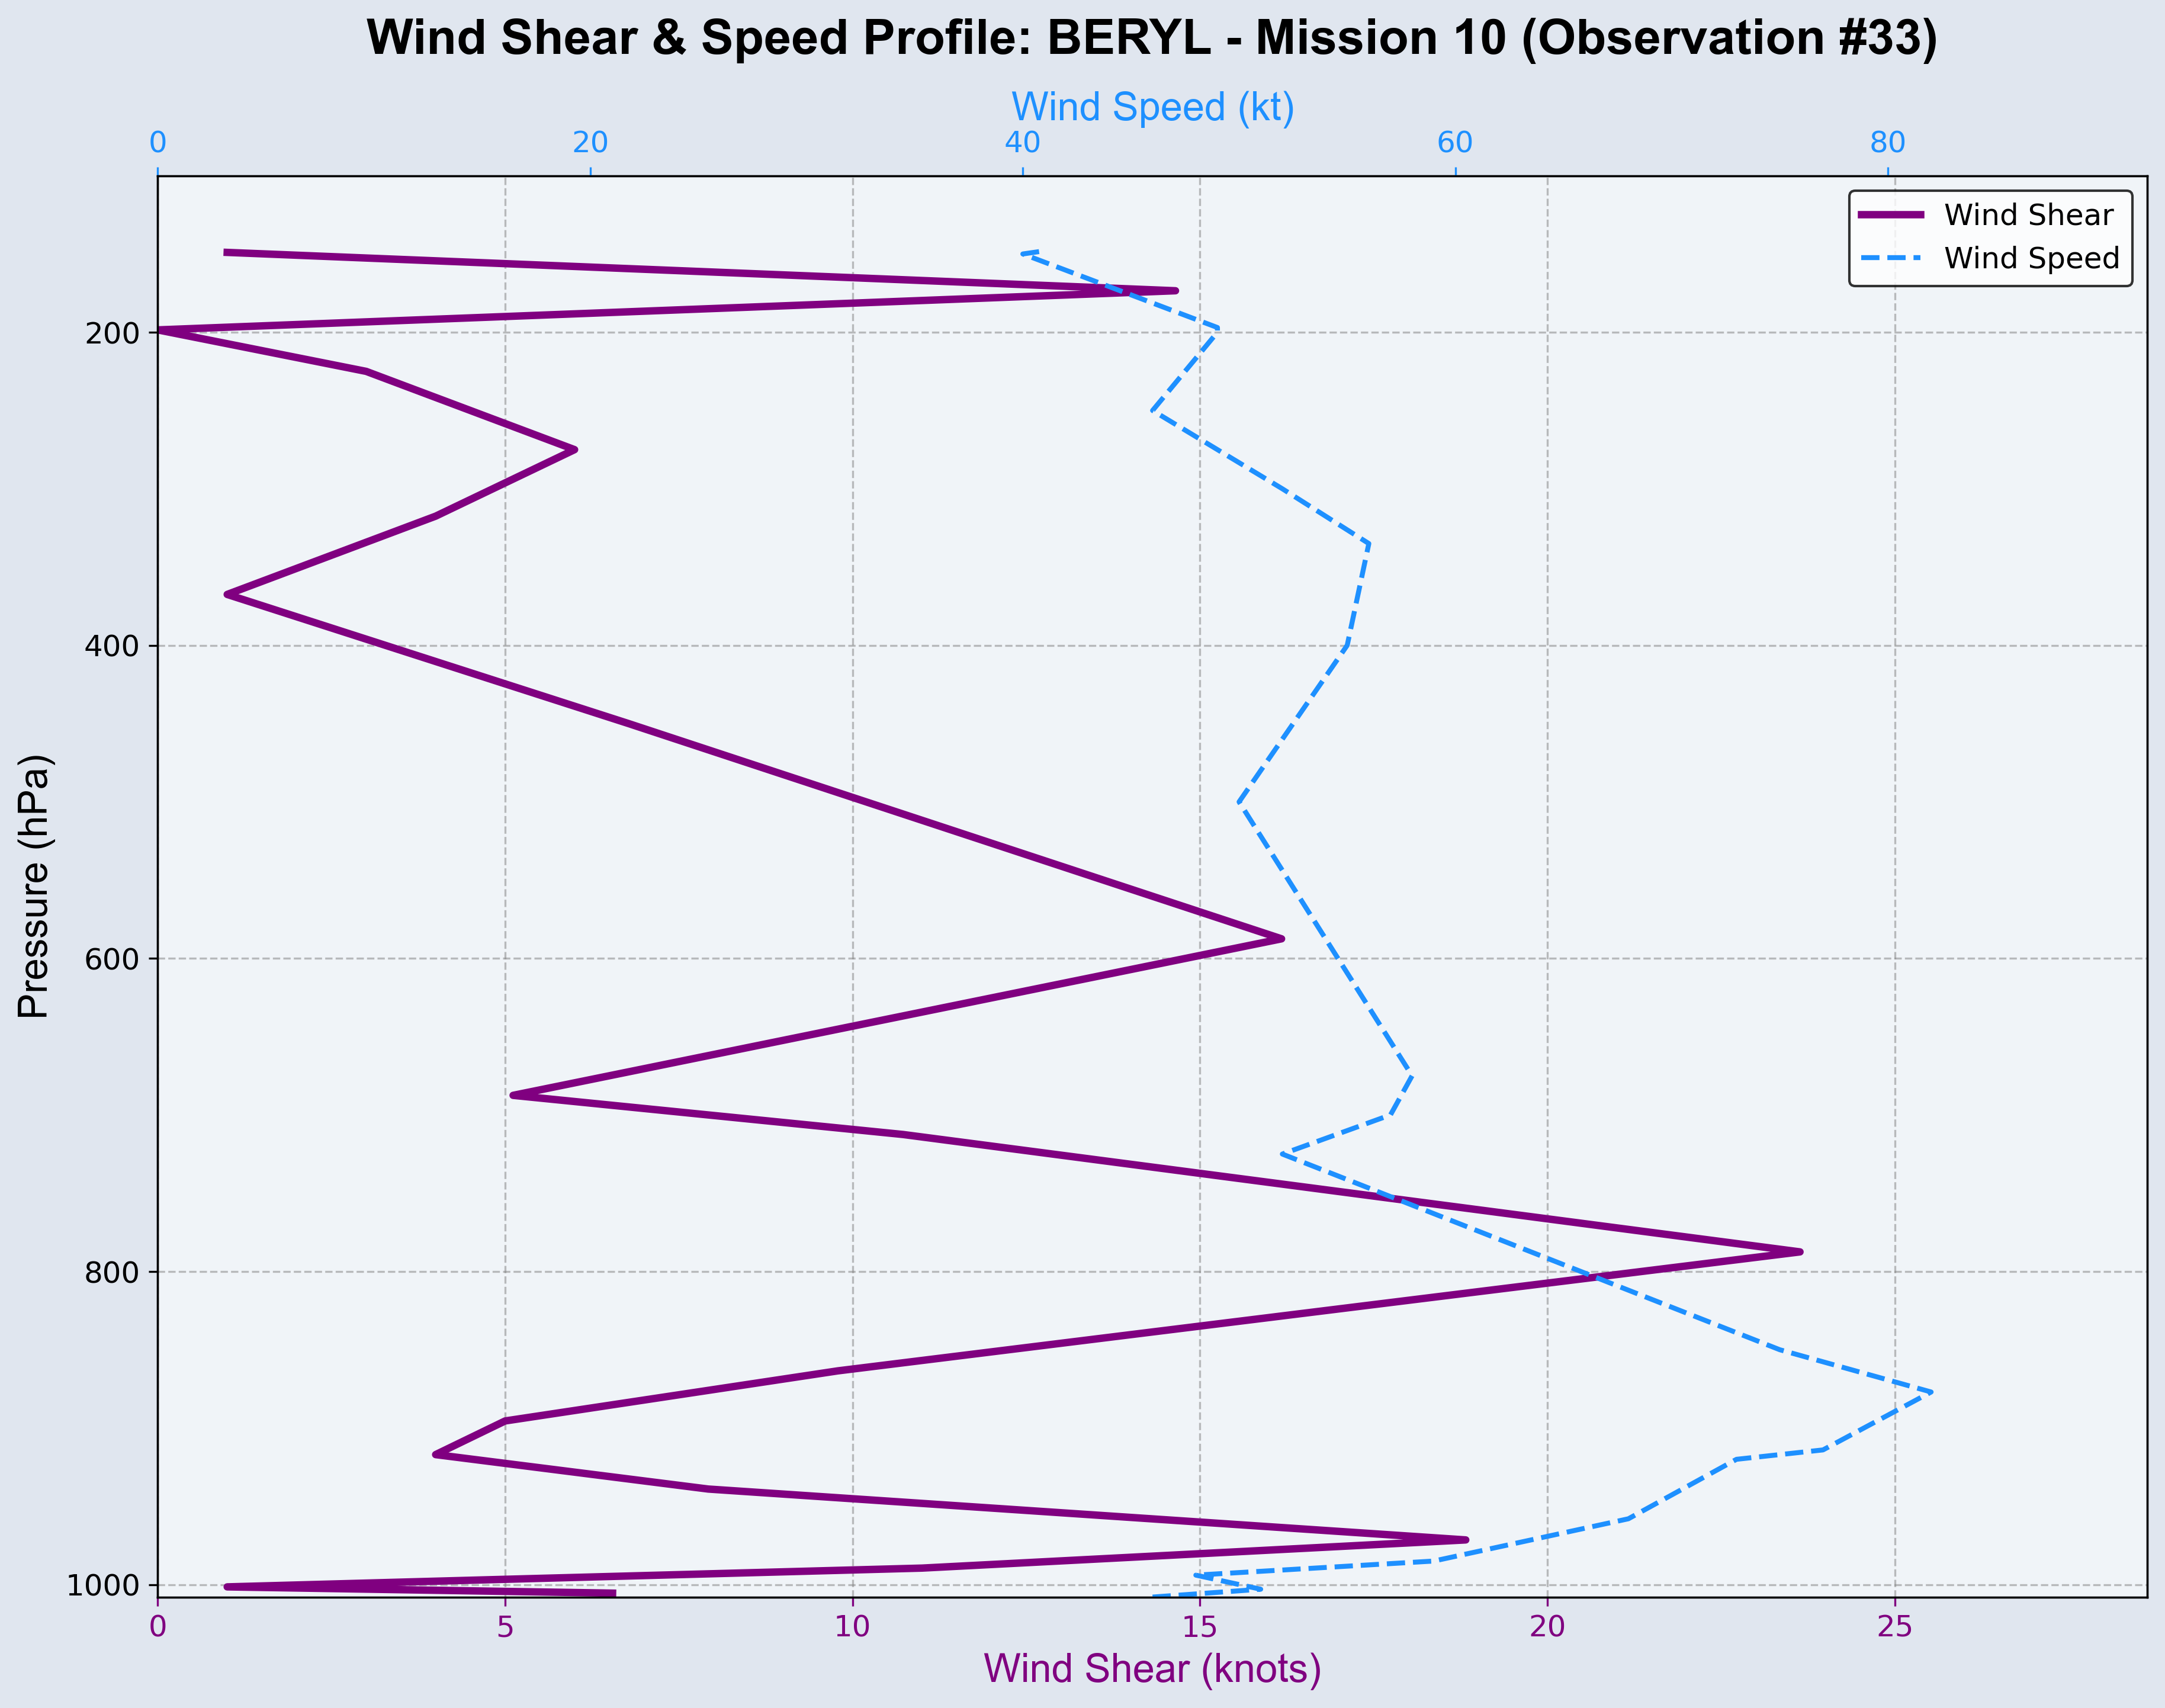 Wind Shear & Speed Profile: BERYL - Mission 10 (Observation #33)
Wind Speed (kt)
0 20 40 60 80
Wind Shear
Wind Speed
200
400
600
800
1000
Pressure (hPa)
0 5 10 15 20 25
Wind Shear (knots)